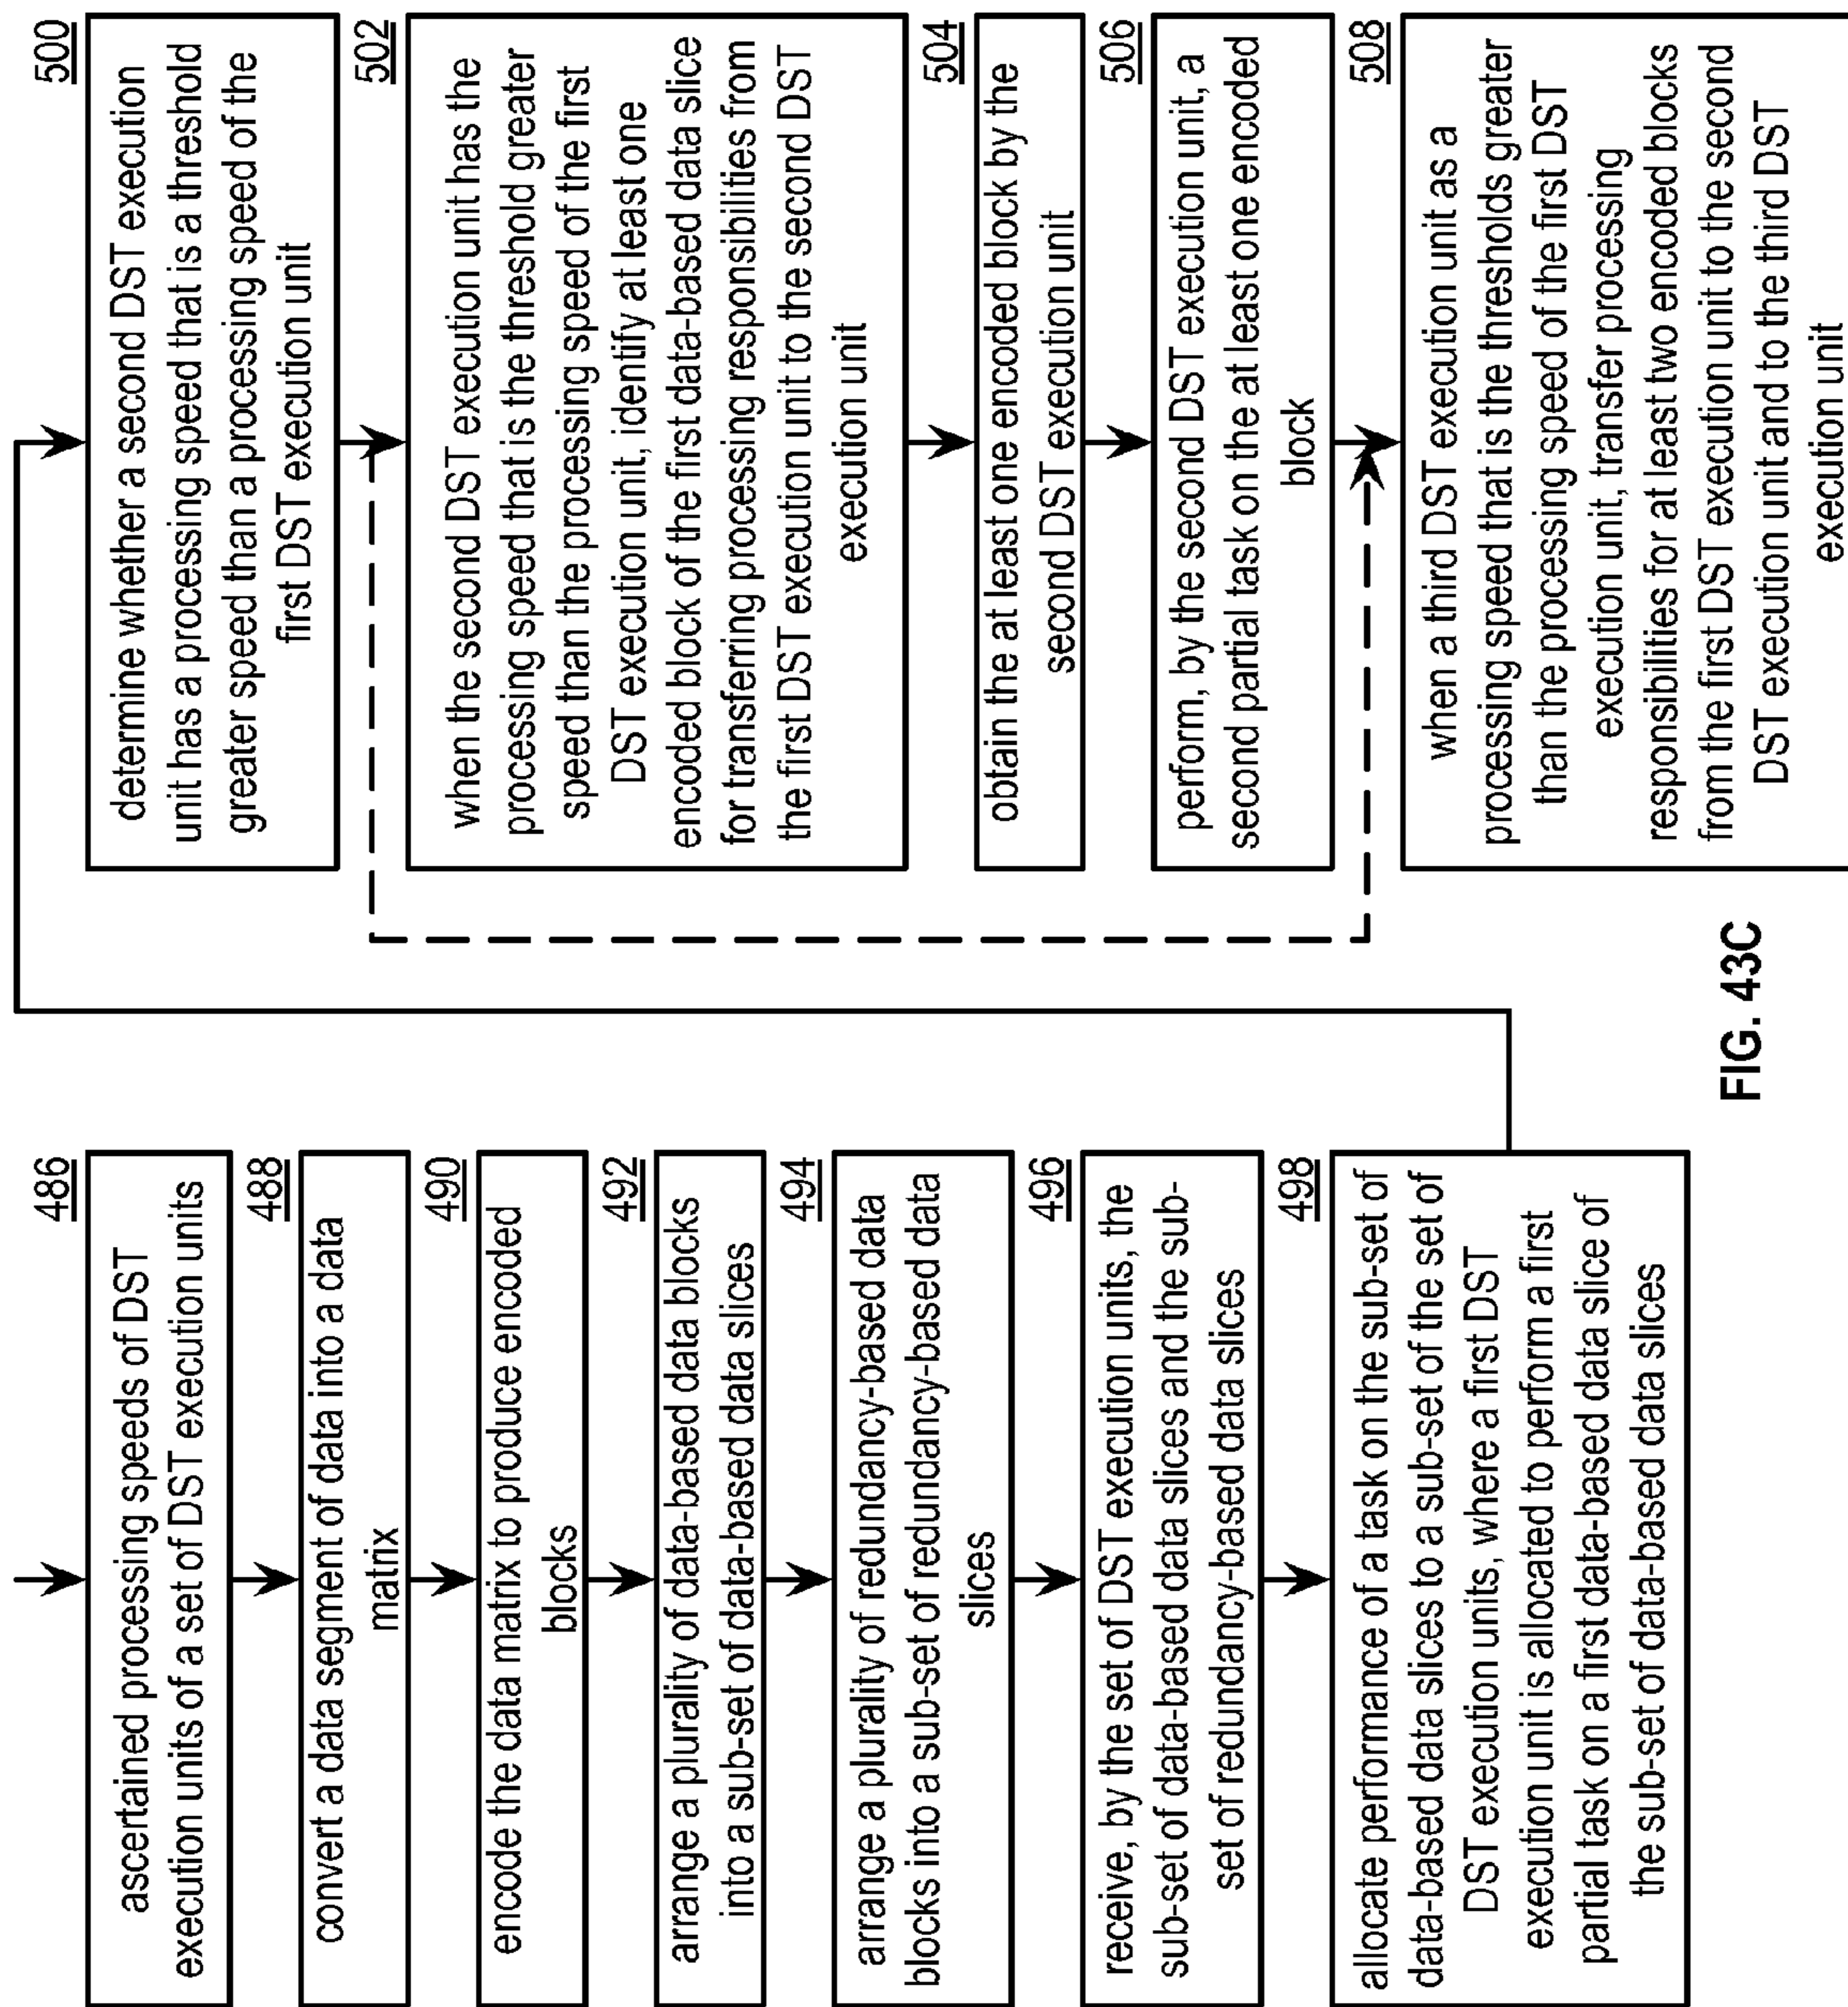 486
ascertained processing speeds of DST
execution units of a set of DST execution units
488
convert a data segment of data into a data
matrix
490
encode the data matrix to produce encoded
blocks
492
arrange a plurality of data-based data blocks
into a sub-set of data-based data slices
494
arrange a plurality of redundancy-based data
blocks into a sub-set of redundancy-based data
slices
496
receive, by the set of DST execution units, the
sub-set of data-based data slices and the sub-
set of redundancy-based data slices
498
allocate performance of a task on the sub-set of
data-based data slices to a sub-set of the set of
DST execution units, where a first DST
execution unit is allocated to perform a first
partial task on a first data-based data slice of
the sub-set of data-based data slices
500
determine whether a second DST execution
unit has a processing speed that is a threshold
greater speed than a processing speed of the
first DST execution unit
502
when the second DST execution unit has the
processing speed that is the threshold greater
speed than the processing speed of the first
DST execution unit, identify at least one
encoded block of the first data-based data slice
for transferring processing responsibilities from
the first DST execution unit to the second DST
execution unit
504
obtain the at least one encoded block by the
second DST execution unit
506
perform, by the second DST execution unit, a
second partial task on the at least one encoded
block
508
when a third DST execution unit as a
processing speed that is the thresholds greater
than the processing speed of the first DST
execution unit, transfer processing
responsibilities for at least two encoded blocks
from the first DST execution unit to the second
DST execution unit and to the third DST
execution unit
FIG. 43C